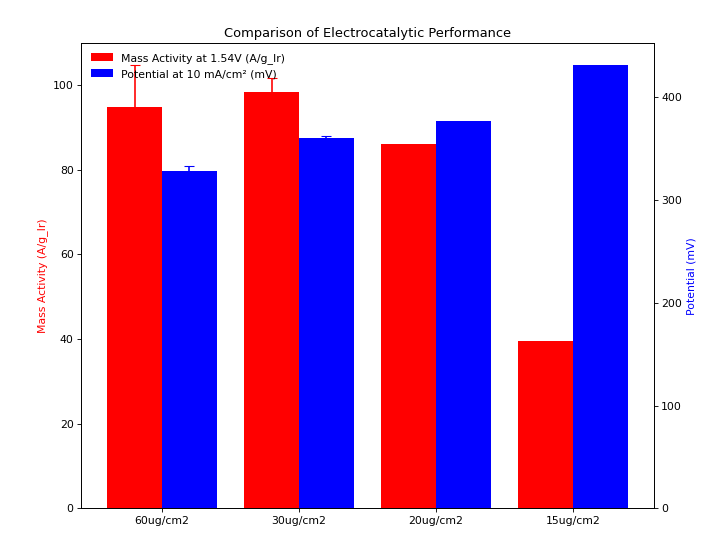 Comparison of Electrocatalytic Performance
Mass Activity at 1.54V (A/g_Ir)
Potential at 10 mA/cm² (mV)
Mass Activity (A/g_Ir)
100
80
60
40
20
0
400
300
200
100
0
Potential (mV)
60ug/cm2 30ug/cm2 20ug/cm2 15ug/cm2